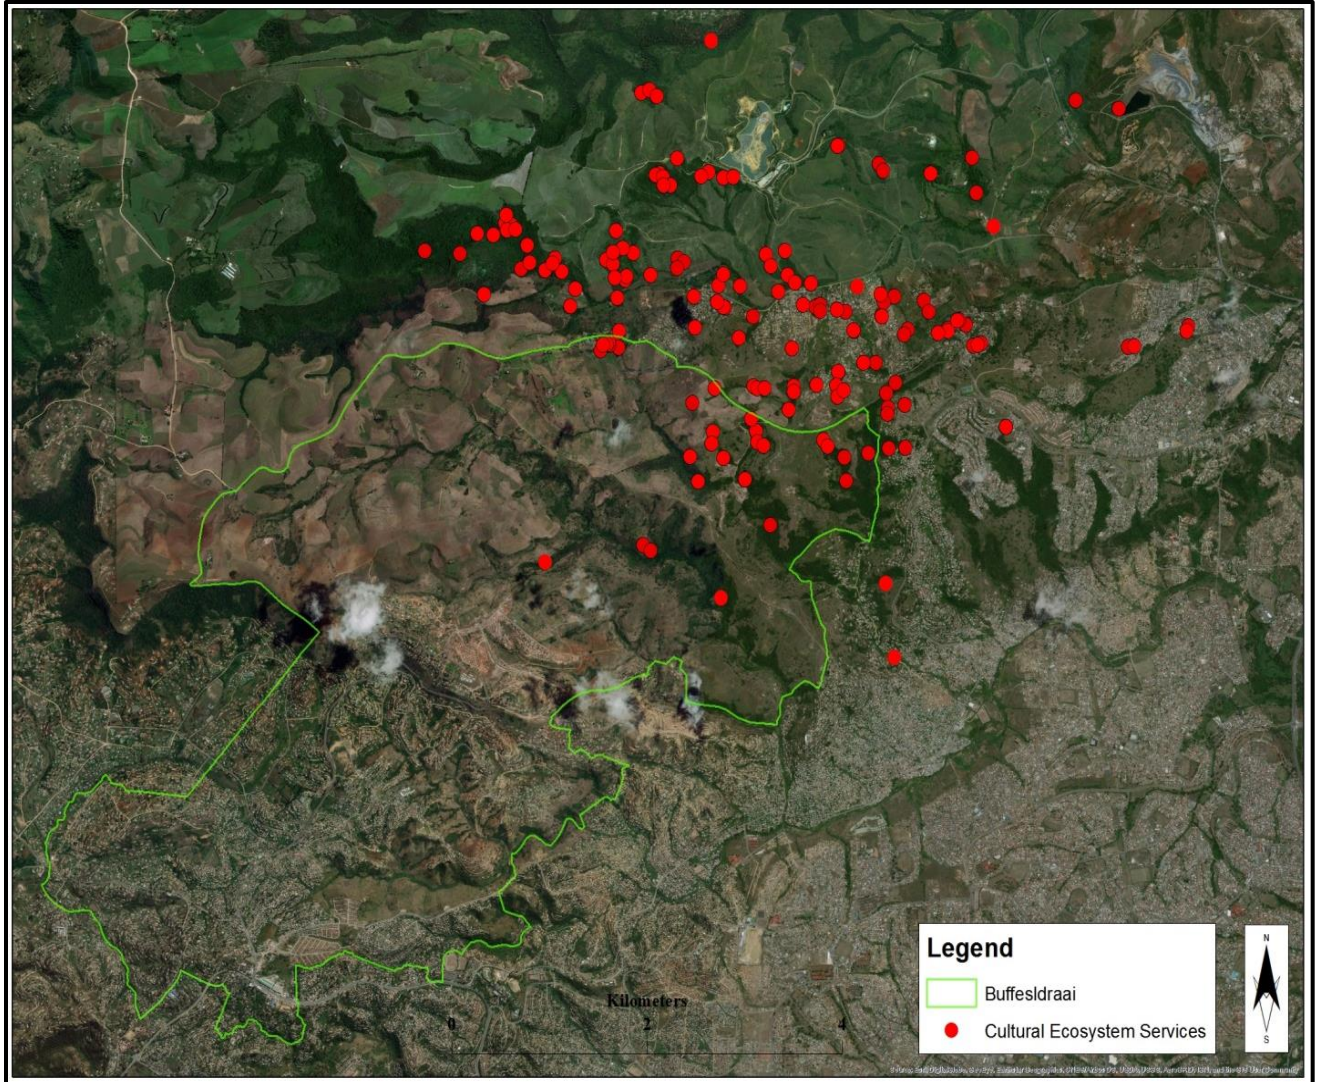 Kilometers
0 2 4
Legend
Buffesldraai
Cultural Ecosystem Services
N
S